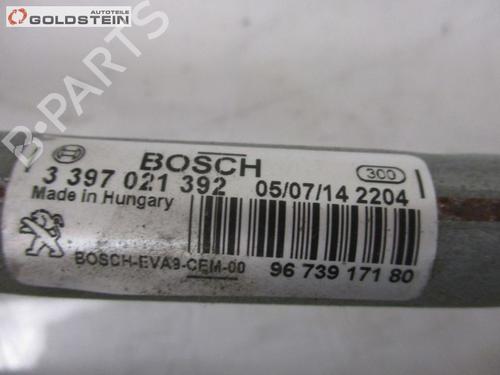 AUTOTEILE
GOLDSTEIN
B-PARTS
BOSCH
300
3 397 021 392 05/07/14 2204
Made in Hungary
BOSCH-EVA9-CEM-00 96 739 171 80